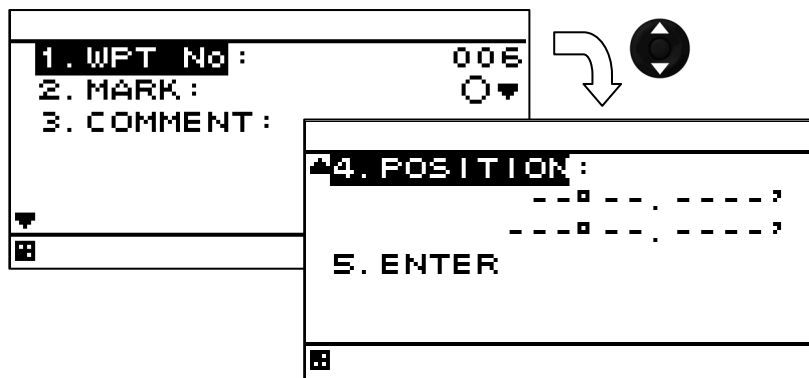 1.WPT No: 006
2.MARK: ○▼
3.COMMENT:
4.POSITION:
--°--.----'
---°--.----'
5.ENTER